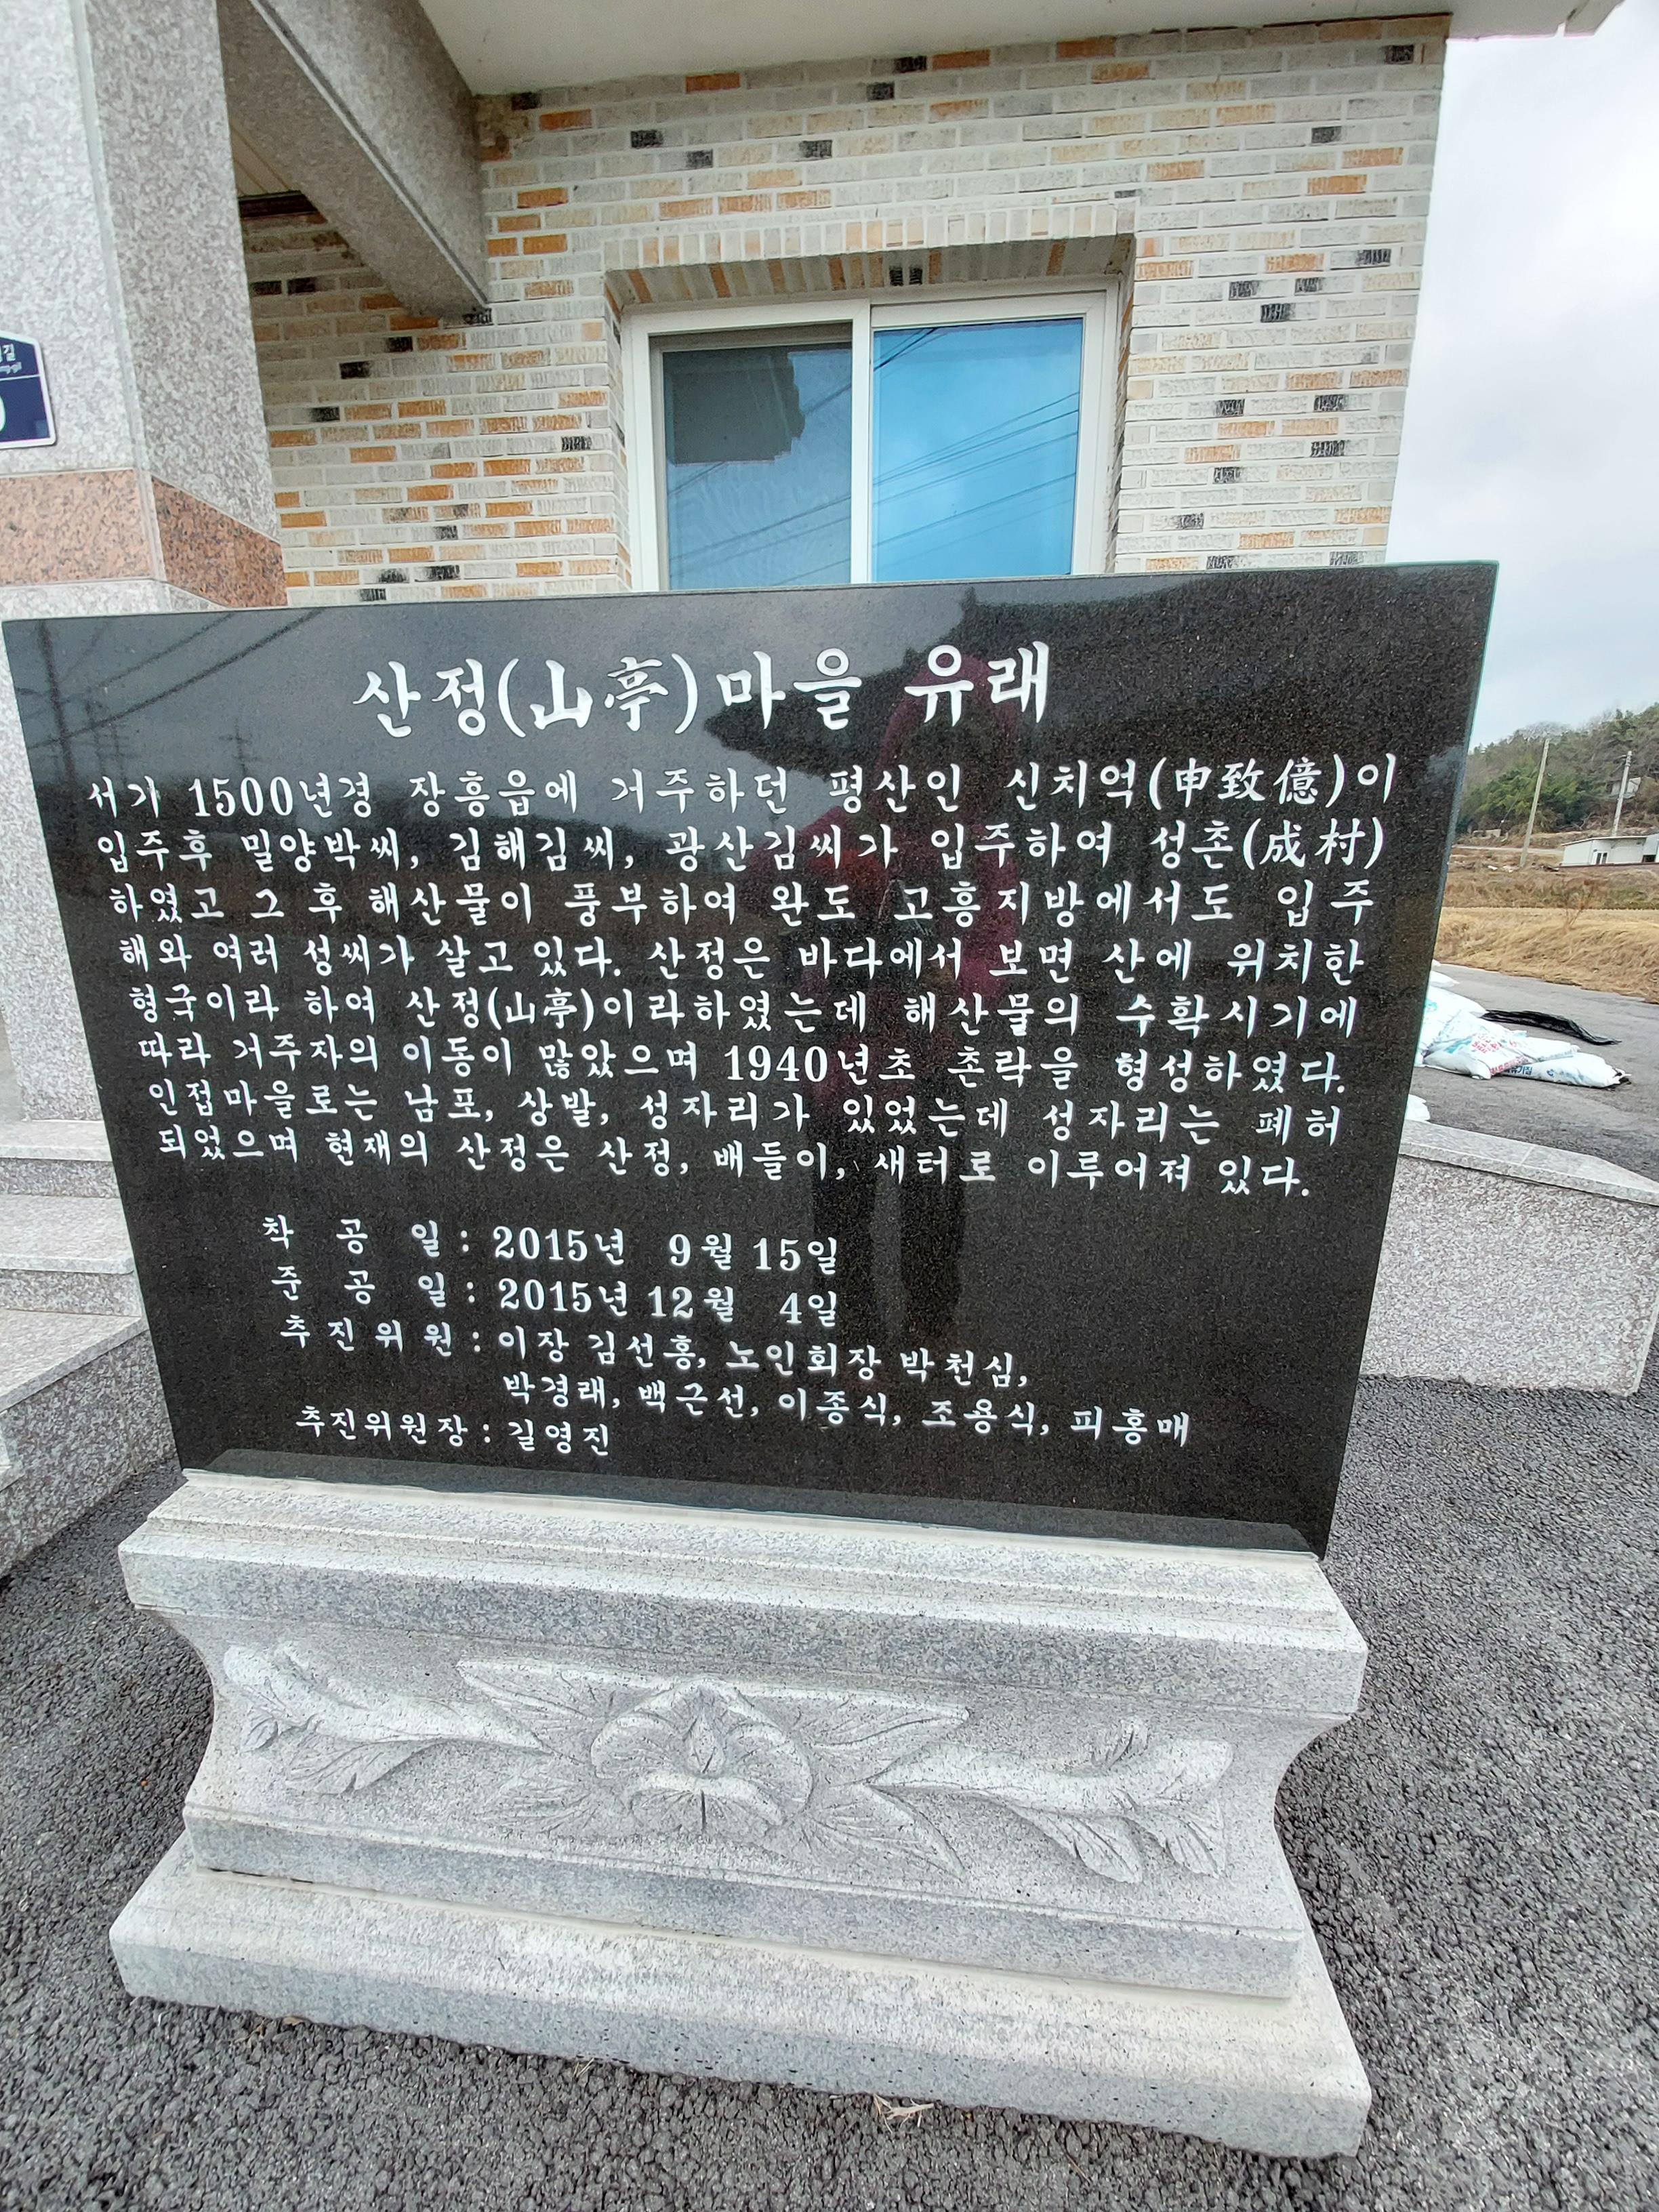 산정(山亭)마을 유래
서기 1500년경 장흥읍에 거주하던 평산인 신치억(申致億)이
입주후 밀양박씨, 김해김씨, 광산김씨가 입주하여 성촌(成村)
하였고 그 후 해산물이 풍부하여 완도 고흥지방에서도 입주
해와 여러 성씨가 살고 있다. 산정은 바다에서 보면 산에 위치한
형국이라 하여 산정(山亭)이라하였는데 해산물의 수확시기에
따라 거주자의 이동이 많았으며 1940년초 촌락을 형성하였다.
인접마을로는 남포, 상발, 성자리가 있었는데 성자리는 폐허
되었으며 현재의 산정은 산정, 배들이, 새터로 이루어져 있다.
착 공 일 : 2015년 9월 15일
준 공 일 : 2015년 12월 4일
추 진 위 원 : 이장 김선홍, 노인회장 박천심,
박경래, 백근선, 이종식, 조용식, 피홍매
추진위원장 : 길영진